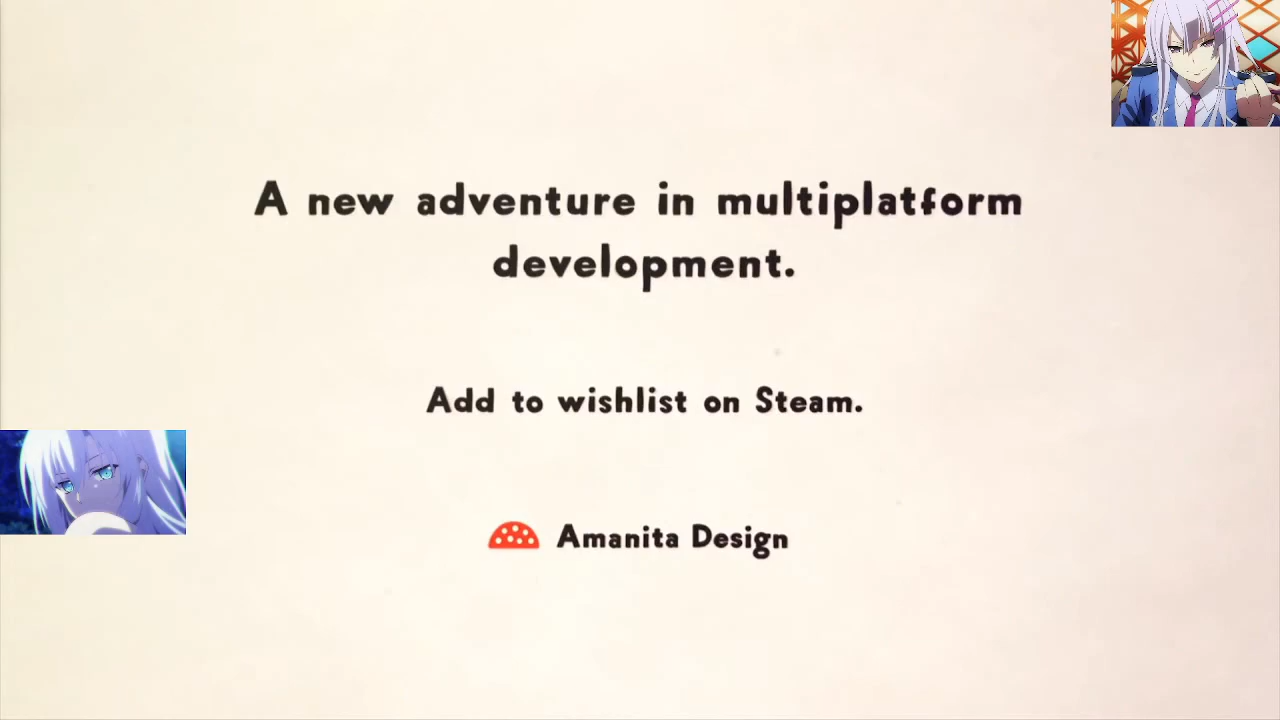 A new adventure in multiplatform
development.
Add to wishlist on Steam.
Amanita Design